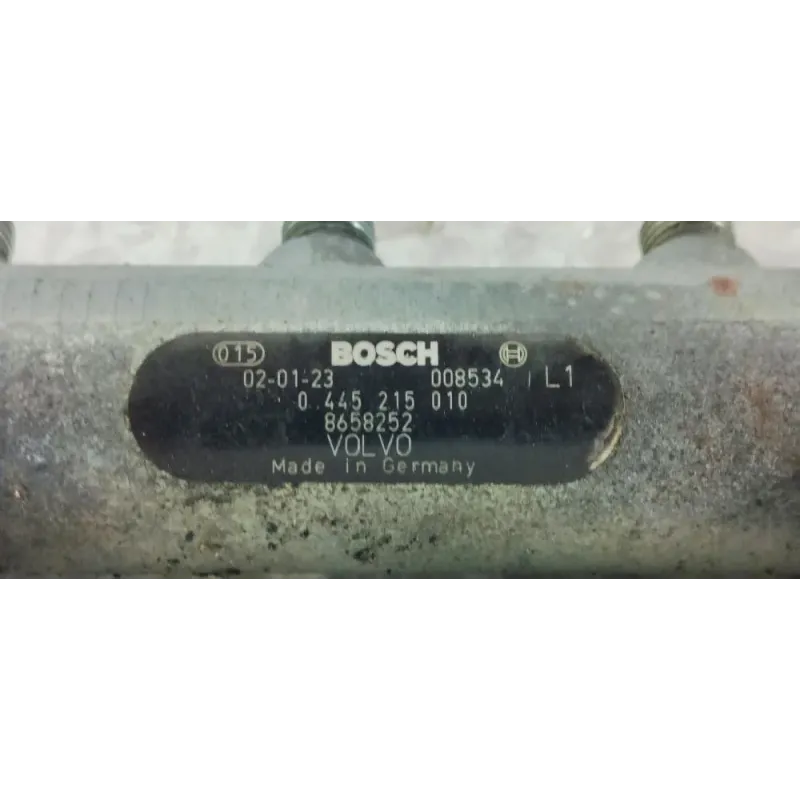 015 BOSCH
02-01-23 008534 L1
0 445 215 010
8658252
VOLVO
Made in Germany